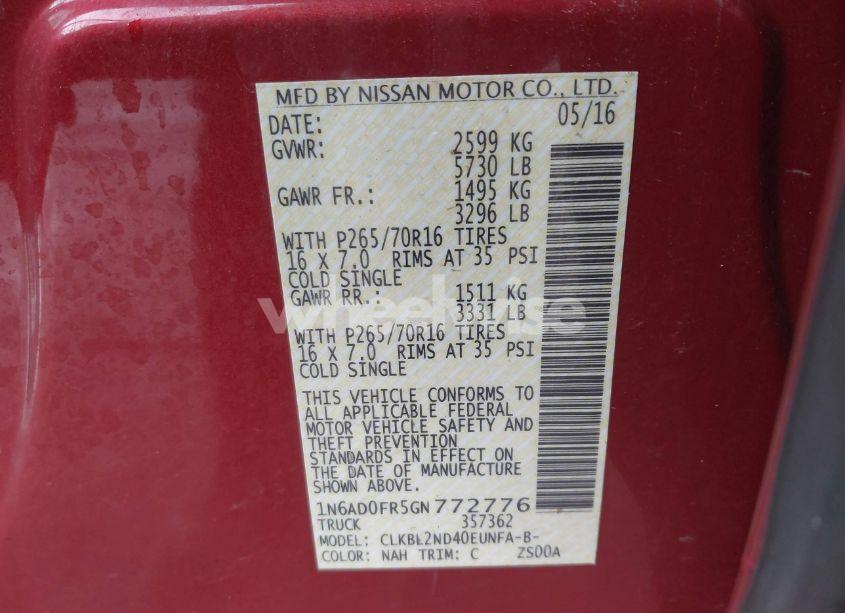 MFD BY NISSAN MOTOR CO., LTD.
DATE: 05/16
GVWR: 2599 KG
5730 LB
GAWR FR.: 1495 KG
3296 LB
WITH P265/70R16 TIRES
16 X 7.0 RIMS AT 35 PSI
COLD SINGLE
GAWR RR.: 1511 KG
3331 LB
wheelwise
WITH P265/70R16 TIRES
16 X 7.0 RIMS AT 35 PSI
COLD SINGLE
THIS VEHICLE CONFORMS TO
ALL APPLICABLE FEDERAL
MOTOR VEHICLE SAFETY AND
THEFT PREVENTION
STANDARDS IN EFFECT ON
THE DATE OF MANUFACTURE
SHOWN ABOVE.
1N6AD0FR5GN772776
TRUCK 357362
MODEL: CLKBL2ND40EUNFA-B-
COLOR: NAH TRIM: C ZS00A